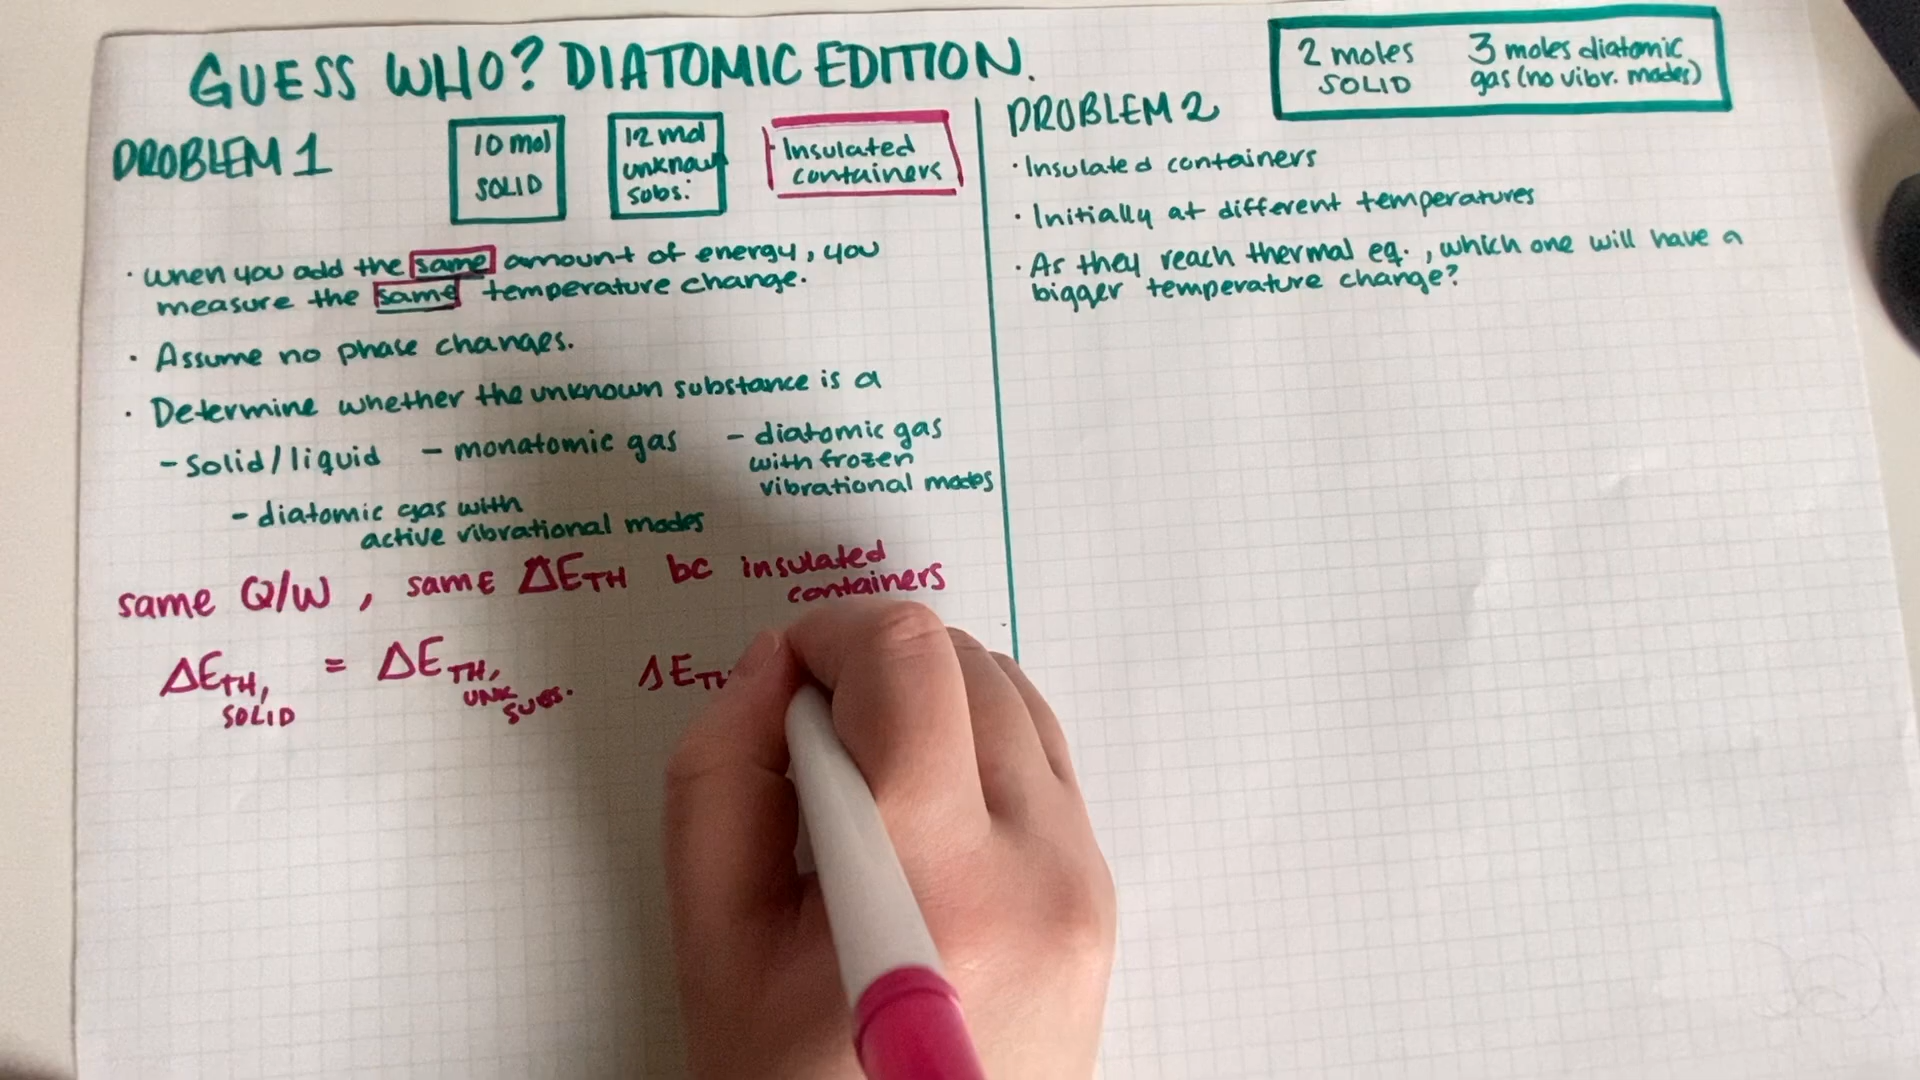 GUESS WHO? DIATOMIC EDITION.
PROBLEM 1
10 mol
SOLID
12 mol
unknown
subs.
Insulated
containers
· when you add the same amount of energy, you
measure the same temperature change.
· Assume no phase changes.
· Determine whether the unknown substance is a
- solid/liquid - monatomic gas - diatomic gas
with frozen
vibrational modes
- diatomic gas with
active vibrational modes
same Q/W, same ΔETH bc insulated
containers
ΔETH, = ΔETH,
SOLID
UNK
SUBS.
ΔETH
2 moles
SOLID
3 moles diatomic
gas (no vibr. modes)
PROBLEM 2
· Insulated containers
· Initially at different temperatures
· As they reach thermal eq., which one will have a
bigger temperature change?